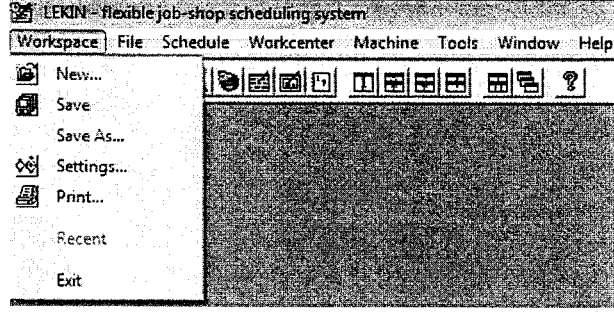 LEKIN - flexible job-shop scheduling system
Workspace File Schedule Workcenter Machine Tools Window Help
New...
Save
Save As...
Settings...
Print...
Recent
Exit